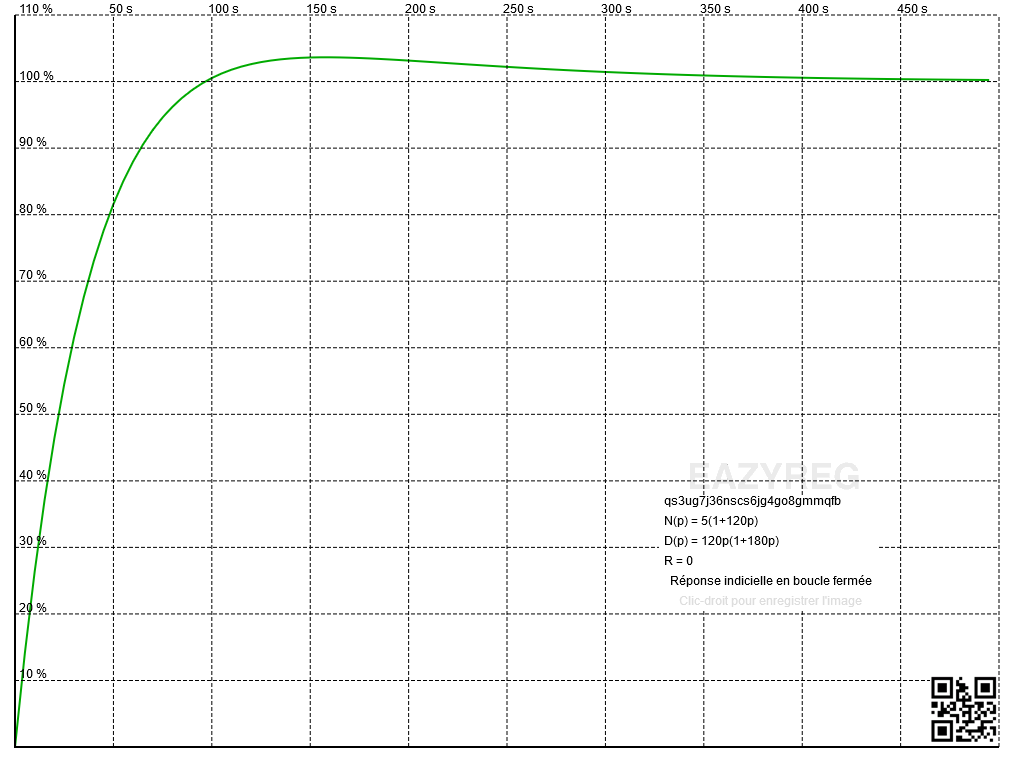 110 % 50 s 100 s 150 s 200 s 250 s 300 s 350 s 400 s 450 s
100 %
90 %
80 %
70 %
60 %
50 %
40 %
30 %
20 %
10 %
EAZYREG
qs3ug7j36nscs6jg4go8gmmqfb
N(p) = 5(1+120p)
D(p) = 120p(1+180p)
R = 0
Réponse indicielle en boucle fermée
Clic-droit pour enregistrer l'image